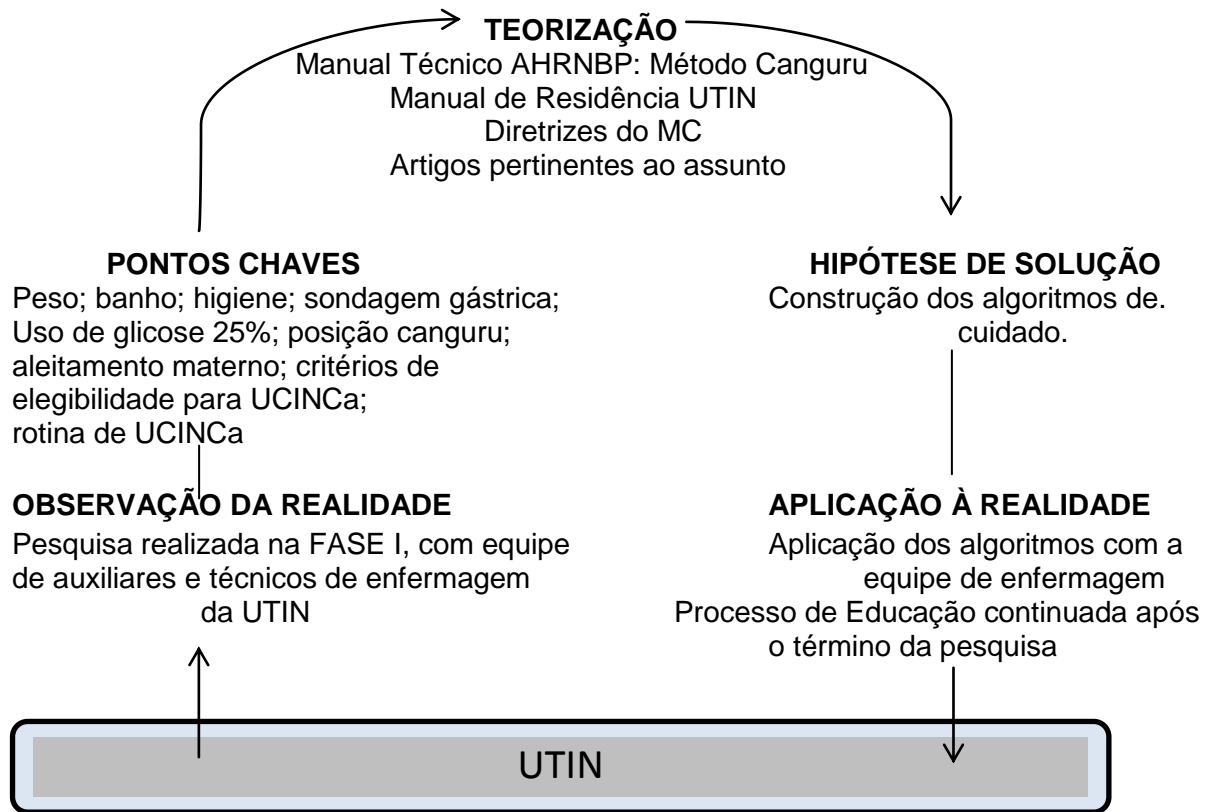 TEORIZAÇÃO
Manual Técnico AHRNBP: Método Canguru
Manual de Residência UTIN
Diretrizes do MC
Artigos pertinentes ao assunto
PONTOS CHAVES
Peso; banho; higiene; sondagem gástrica;
Uso de glicose 25%; posição canguru;
aleitamento materno; critérios de
elegibilidade para UCINCa;
rotina de UCINCa
HIPÓTESE DE SOLUÇÃO
Construção dos algoritmos de.
cuidado.
OBSERVAÇÃO DA REALIDADE
Pesquisa realizada na FASE I, com equipe
de auxiliares e técnicos de enfermagem
da UTIN
APLICAÇÃO À REALIDADE
Aplicação dos algoritmos com a
equipe de enfermagem
Processo de Educação continuada após
o término da pesquisa
UTIN